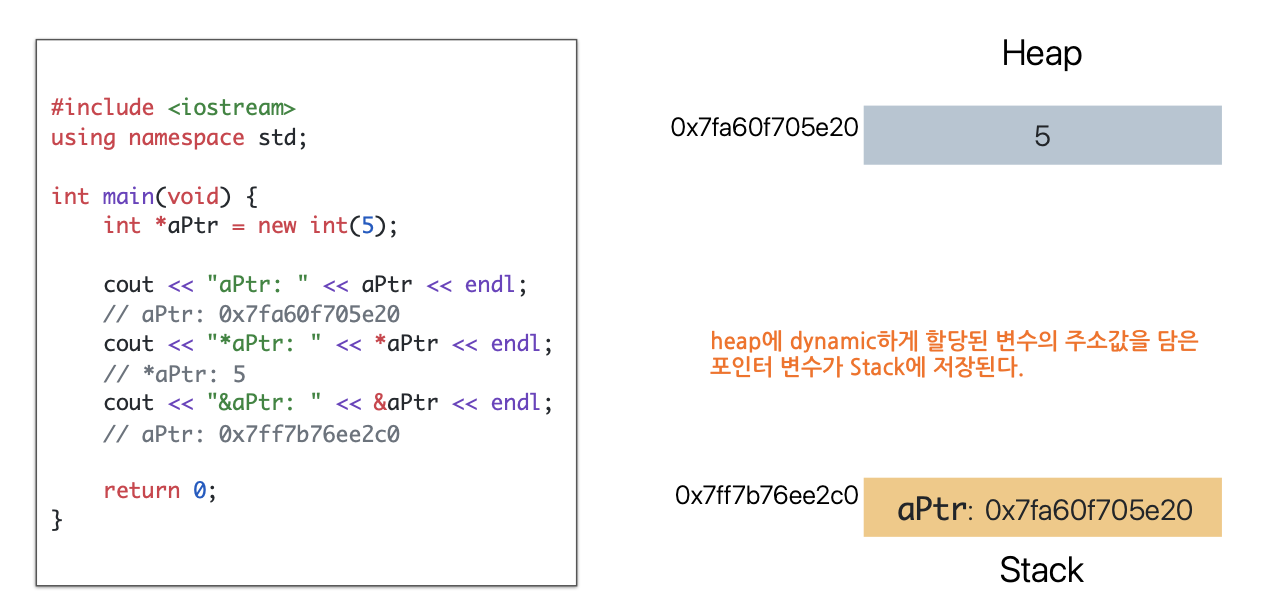 #include <iostream>
using namespace std;
int main(void) {
int *aPtr = new int(5);
cout << "aPtr: " << aPtr << endl;
// aPtr: 0x7fa60f705e20
cout << "*aPtr: " << *aPtr << endl;
// *aPtr: 5
cout << "&aPtr: " << &aPtr << endl;
// aPtr: 0x7ff7b76ee2c0
return 0;
}
Heap
0x7fa60f705e20
5
heap에 dynamic하게 할당된 변수의 주소값을 담은
포인터 변수가 Stack에 저장된다.
0x7ff7b76ee2c0
aPtr: 0x7fa60f705e20
Stack